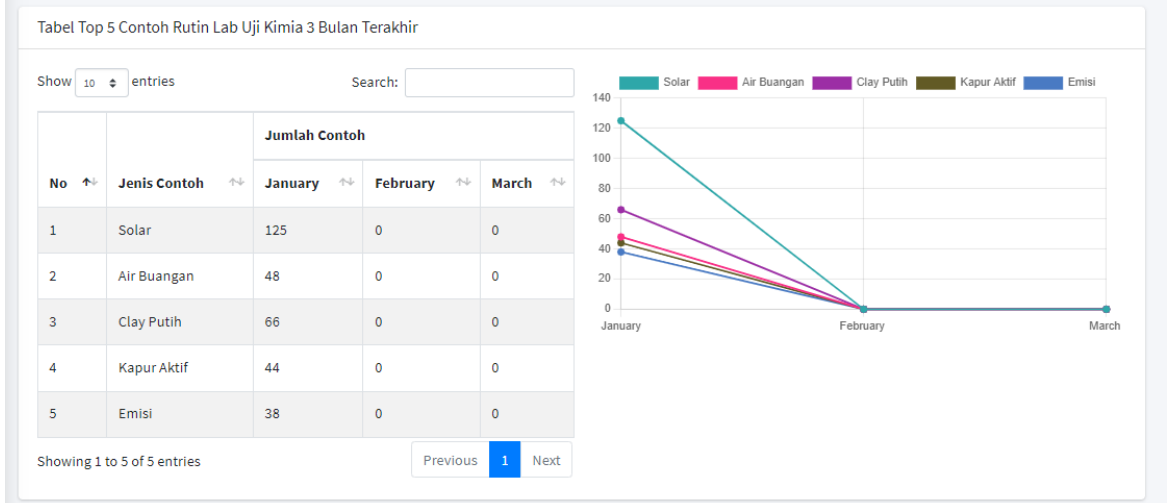 Tabel Top 5 Contoh Rutin Lab Uji Kimia 3 Bulan Terakhir
Show 10 entries
Search:
Jumlah Contoh
No Jenis Contoh January February March
1 Solar 125 0 0
2 Air Buangan 48 0 0
3 Clay Putih 66 0 0
4 Kapur Aktif 44 0 0
5 Emisi 38 0 0
Showing 1 to 5 of 5 entries
Previous 1 Next
Solar Air Buangan Clay Putih Kapur Aktif Emisi
140
120
100
80
60
40
20
0
January February March